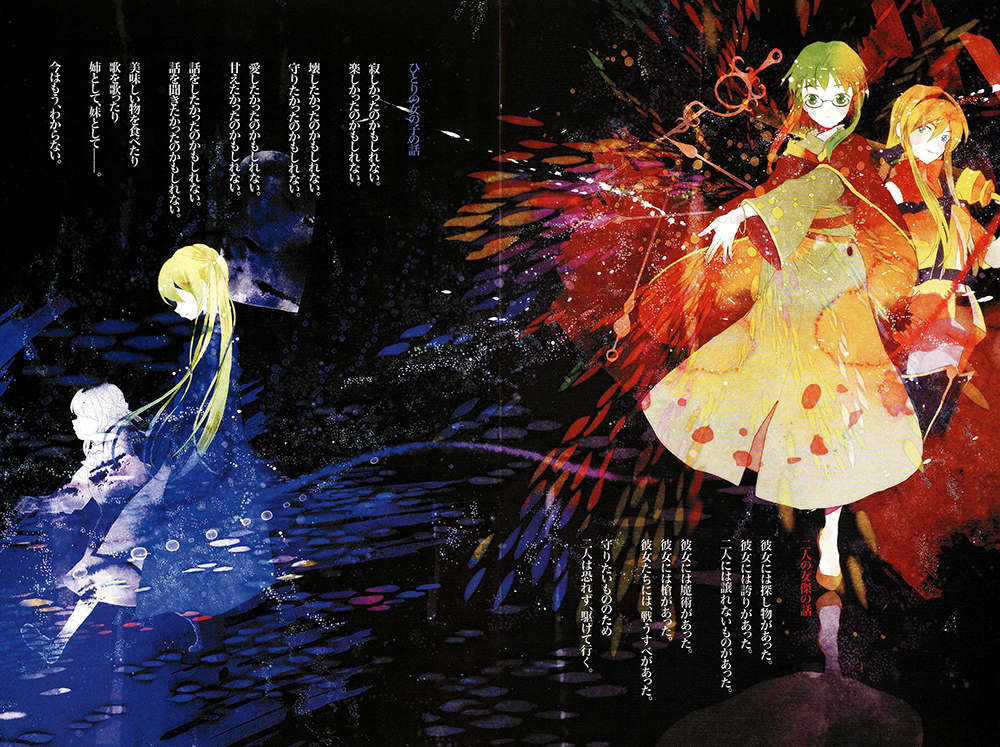 二人の女傑の話
彼女には探し物があった。
彼女には誇りがあった。
二人には譲れないものがあった。
彼女には魔術があった。
彼女には槍があった。
彼女たちには、戦うすべがあった。
守りたいもののため
二人は恐れず、駆けて行く。
ひとりの女の子の話
寂しかったのかもしれない。
楽しかったのかもしれない。
壊したかったのかもしれない。
守りたかったのかもしれない。
愛したかったのかもしれない。
甘えたかったのかもしれない。
話をしたかったのかもしれない。
話を聞きたかったのかもしれない。
美味しい物を食べたり
歌を歌ったり
姉として、妹として――。
今はもう、わからない。